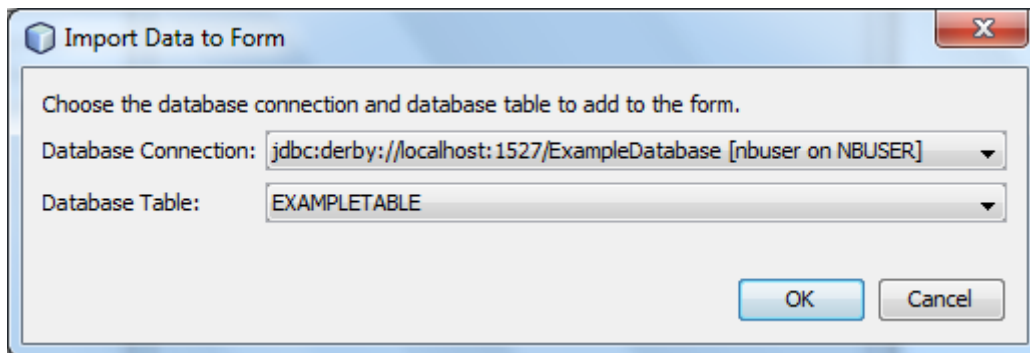 Import Data to Form
Choose the database connection and database table to add to the form.
Database Connection: jdbc:derby://localhost:1527/ExampleDatabase [nbuser on NBUSER]
Database Table: EXAMPLETABLE
OK Cancel